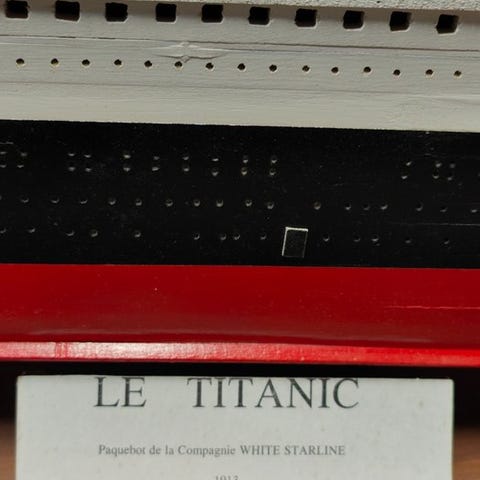 LE TITANIC
Paquebot de la Compagnie WHITE STARLINE